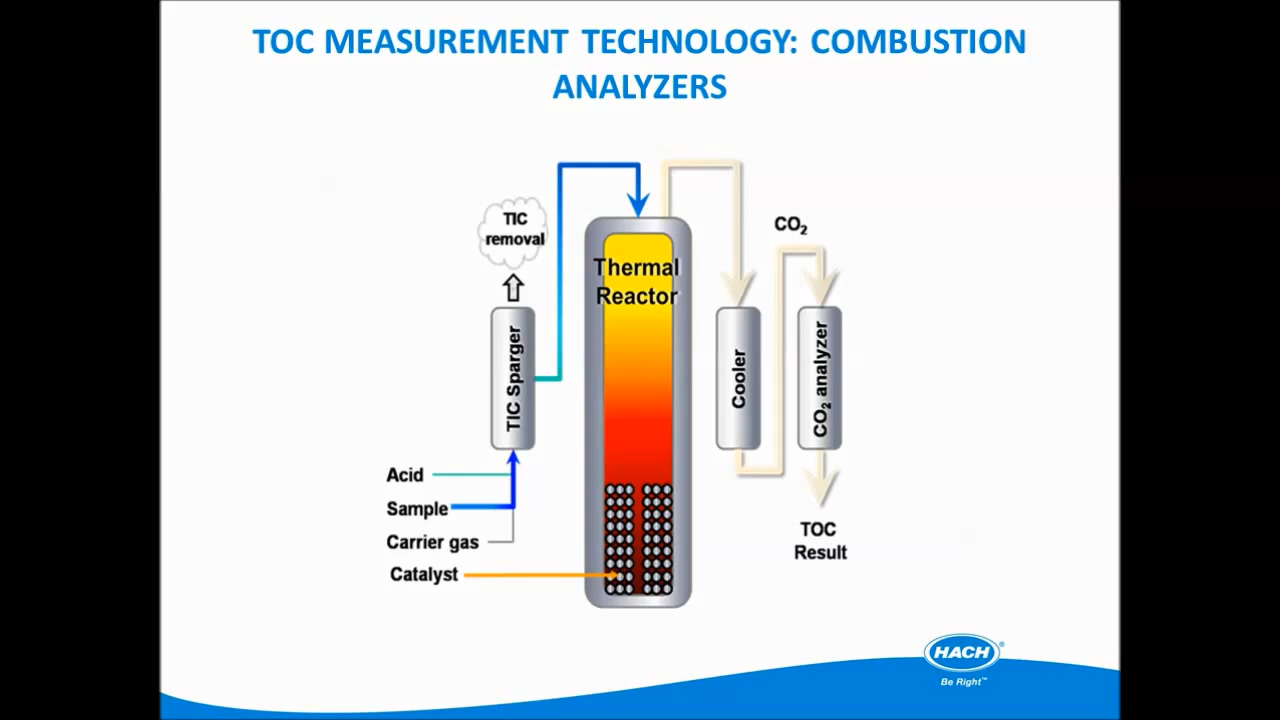 TOC MEASUREMENT TECHNOLOGY: COMBUSTION
ANALYZERS
TIC
removal
Thermal
Reactor
CO₂
TIC Sparger
Cooler
CO₂ analyzer
Acid
Sample
Carrier gas
Catalyst
TOC
Result
HACH®
Be Right™